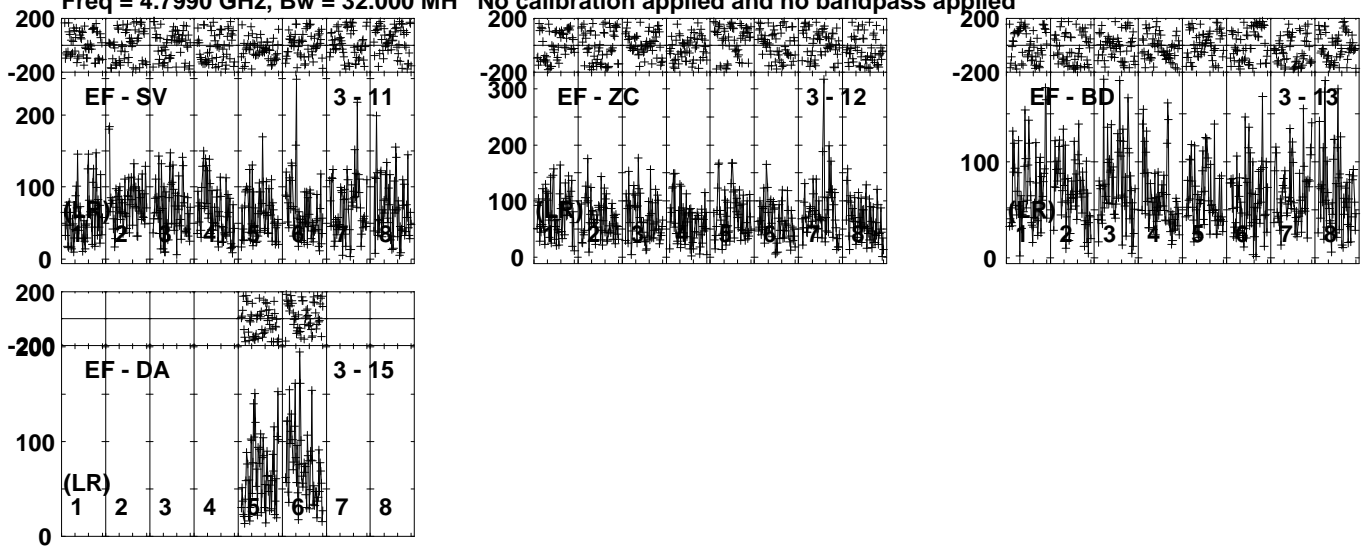 Freq = 4.7990 GHz, Bw = 32.000 MH No calibration applied and no bandpass applied
200
-200
EF - SV 3 - 11
200
100
0
(LR)
1 2 3 4 5 6 7 8
200
-200
300
EF - ZC 3 - 12
200
100
0
(LR)
1 2 3 4 5 6 7 8
200
-200
EF - BD 3 - 13
100
0
(LR)
1 2 3 4 5 6 7 8
200
-200
200
EF - DA 3 - 15
100
0
(LR)
1 2 3 4 5 6 7 8